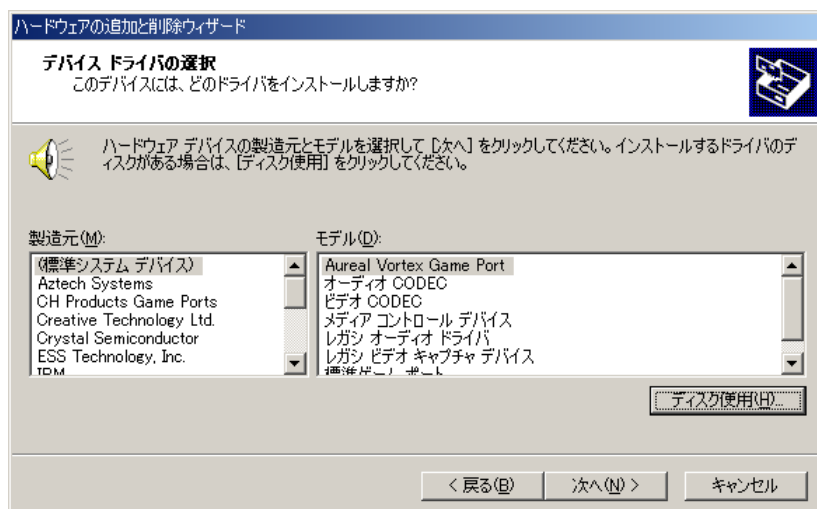 ハードウェアの追加と削除ウィザード
デバイス ドライバの選択
このデバイスには、どのドライバをインストールしますか?
ハードウェア デバイスの製造元とモデルを選択して [次へ] をクリックしてください。インストールするドライバのデ
ィスクがある場合は、[ディスク使用] をクリックしてください。
製造元(M):
モデル(D):
(標準システム デバイス)
Aztech Systems
CH Products Game Ports
Creative Technology Ltd.
Crystal Semiconductor
ESS Technology, Inc.
IBM
Aureal Vortex Game Port
オーディオ CODEC
ビデオ CODEC
メディア コントロール デバイス
レガシ オーディオ ドライバ
レガシ ビデオ キャプチャ デバイス
標準ゲーム ポート
ディスク使用(H)...
< 戻る(B)
次へ(N) >
キャンセル